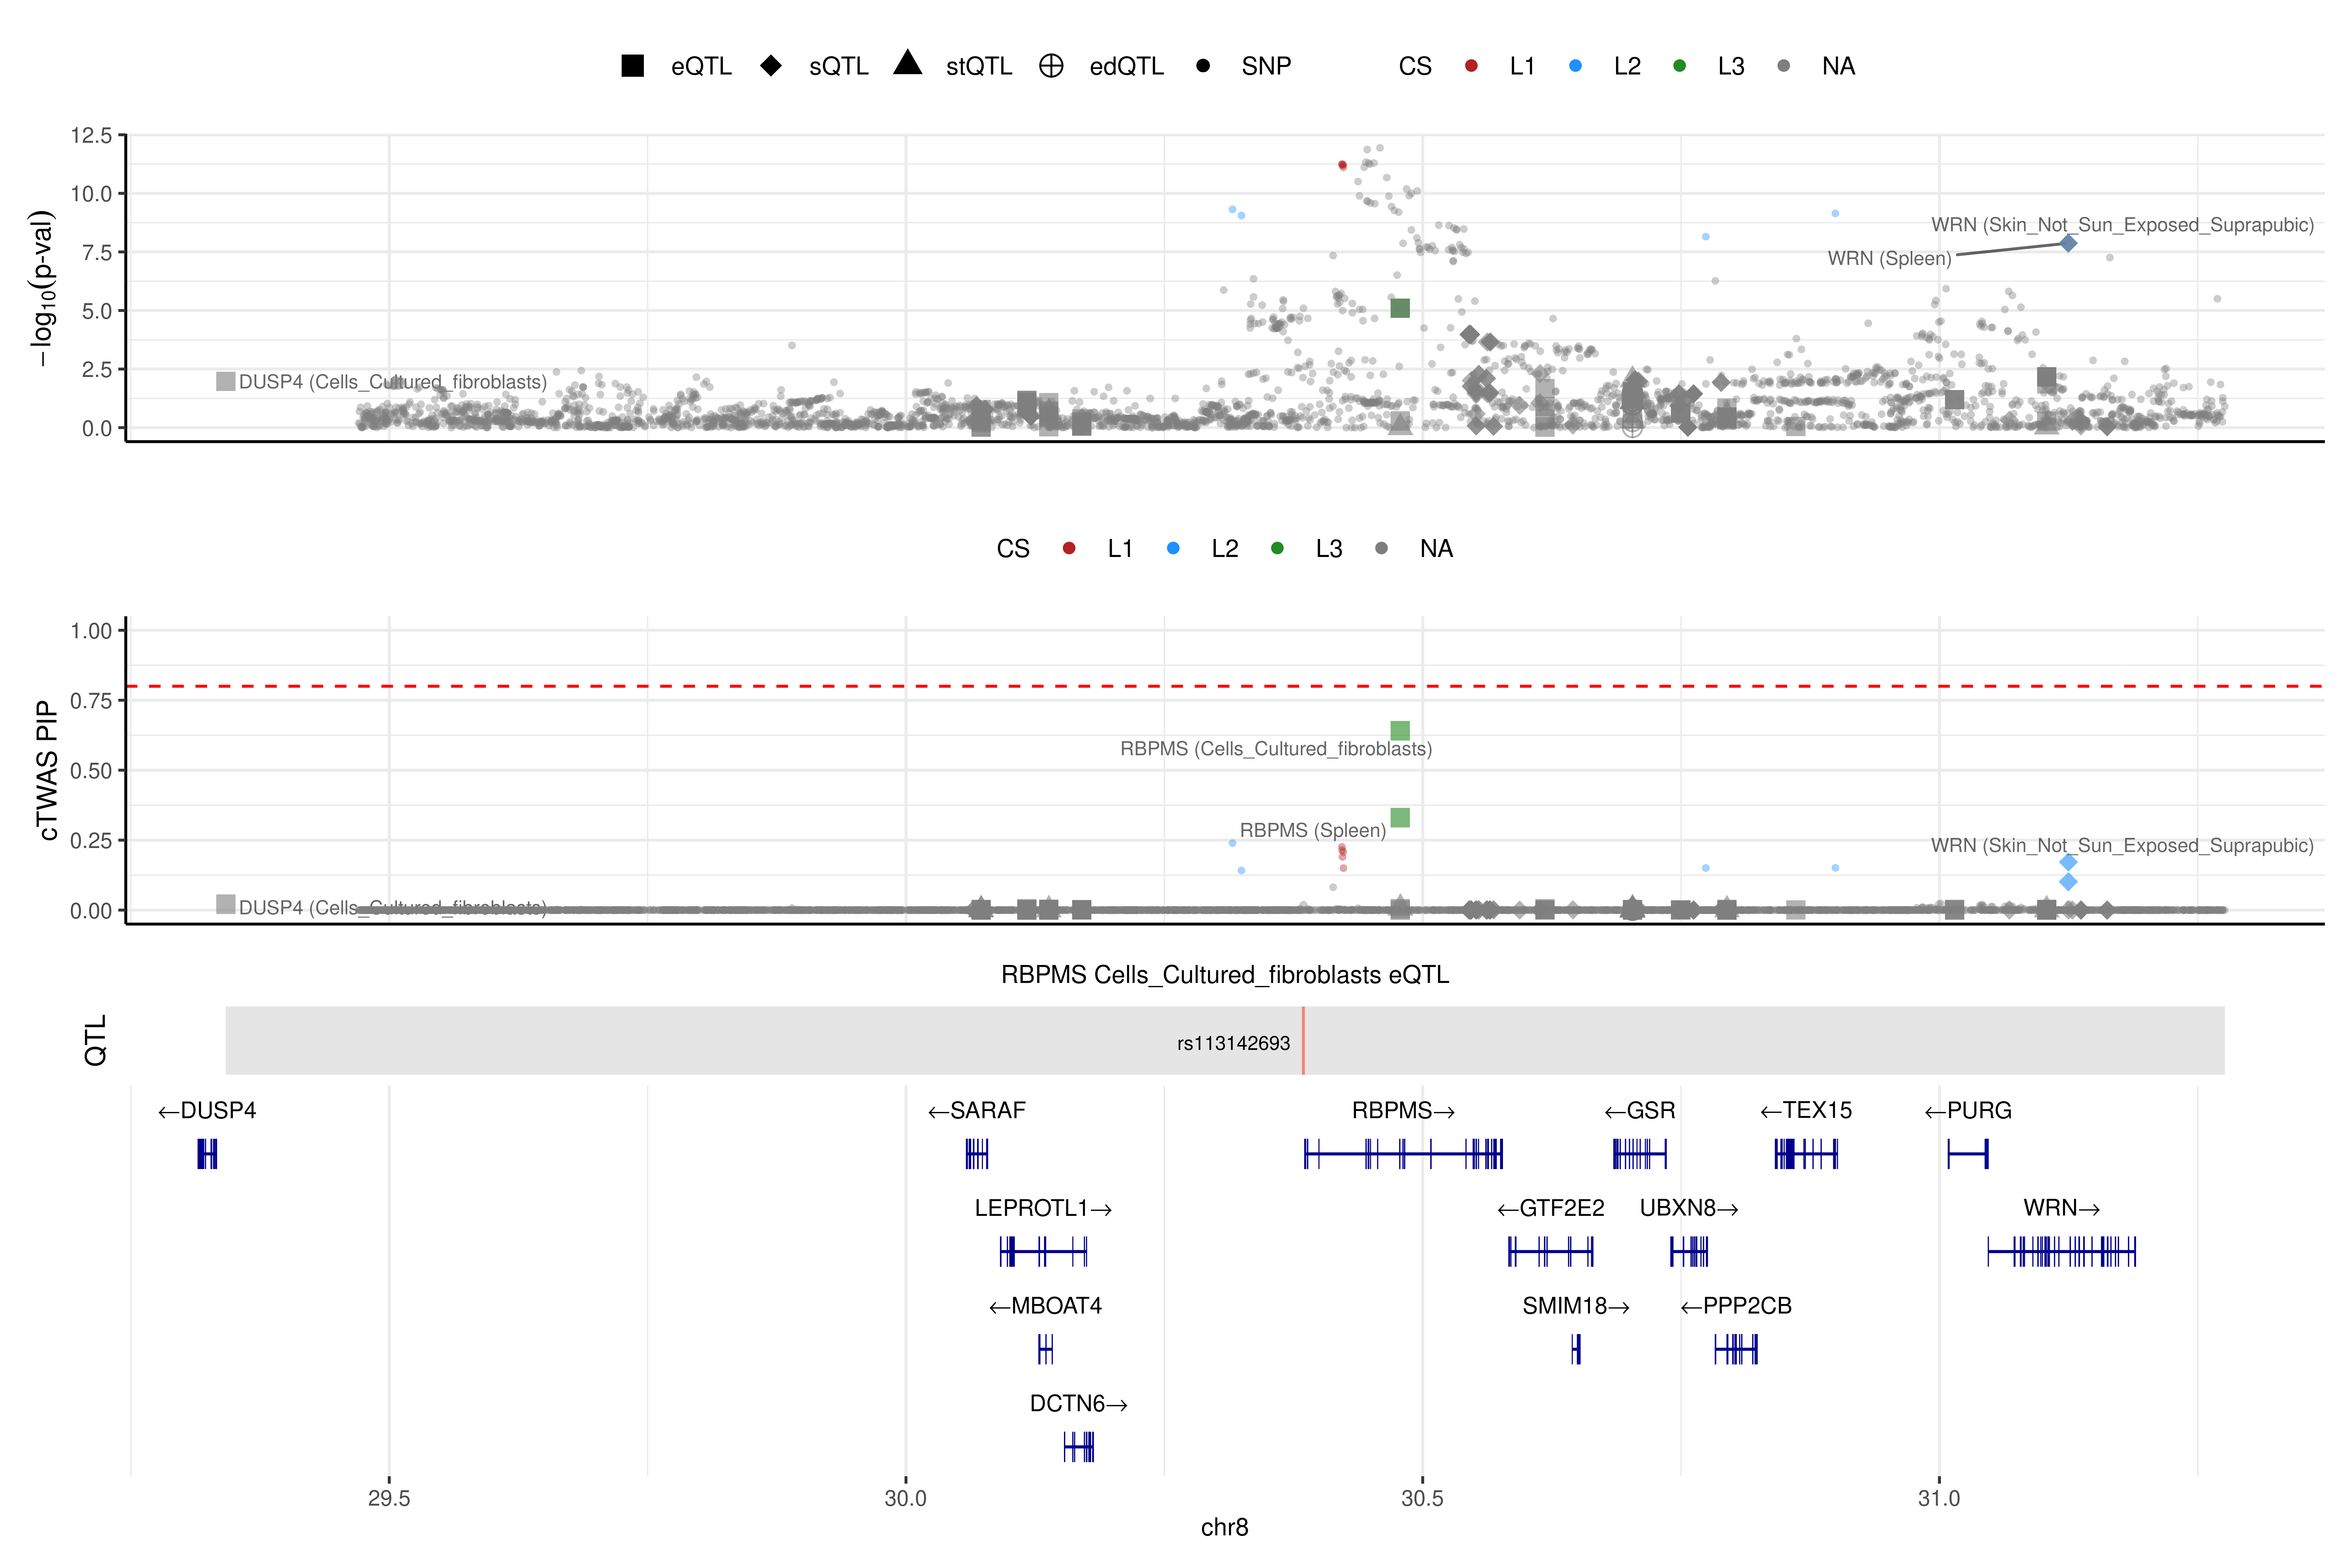 eQTL sQTL stQTL edQTL SNP CS L1 L2 L3 NA
−log10(p-val)
12.5
10.0
7.5
5.0
2.5
0.0
WRN (Skin_Not_Sun_Exposed_Suprapubic)
WRN (Spleen)
DUSP4 (Cells_Cultured_fibroblasts)
CS L1 L2 L3 NA
cTWAS PIP
1.00
0.75
0.50
0.25
0.00
RBPMS (Cells_Cultured_fibroblasts)
RBPMS (Spleen)
WRN (Skin_Not_Sun_Exposed_Suprapubic)
DUSP4 (Cells_Cultured_fibroblasts)
RBPMS Cells_Cultured_fibroblasts eQTL
QTL
rs113142693
←DUSP4 ←SARAF RBPMS→ ←GSR ←TEX15 ←PURG
LEPROTL1→ ←GTF2E2 UBXN8→ WRN→
←MBOAT4 SMIM18→ ←PPP2CB
DCTN6→
29.5 30.0 30.5 31.0
chr8